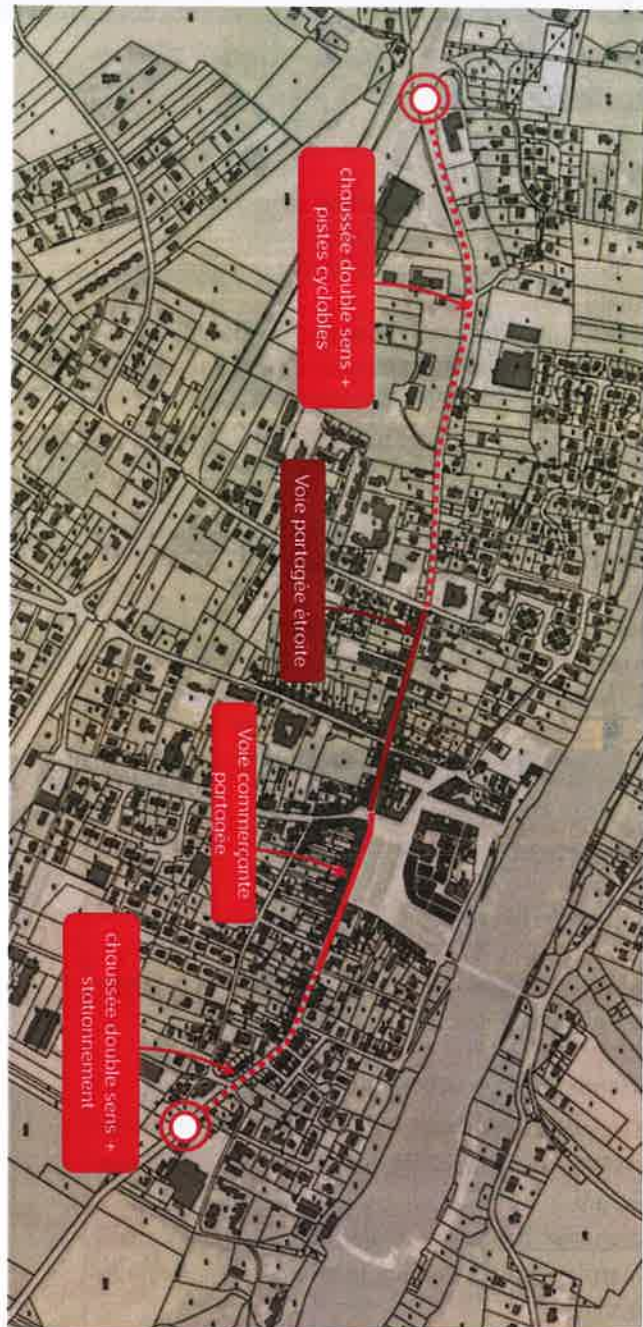 chaussée double sens +
pistes cyclables
Voie partagée étroite
Voie commerçante
partagée
chaussée double sens +
stationnement